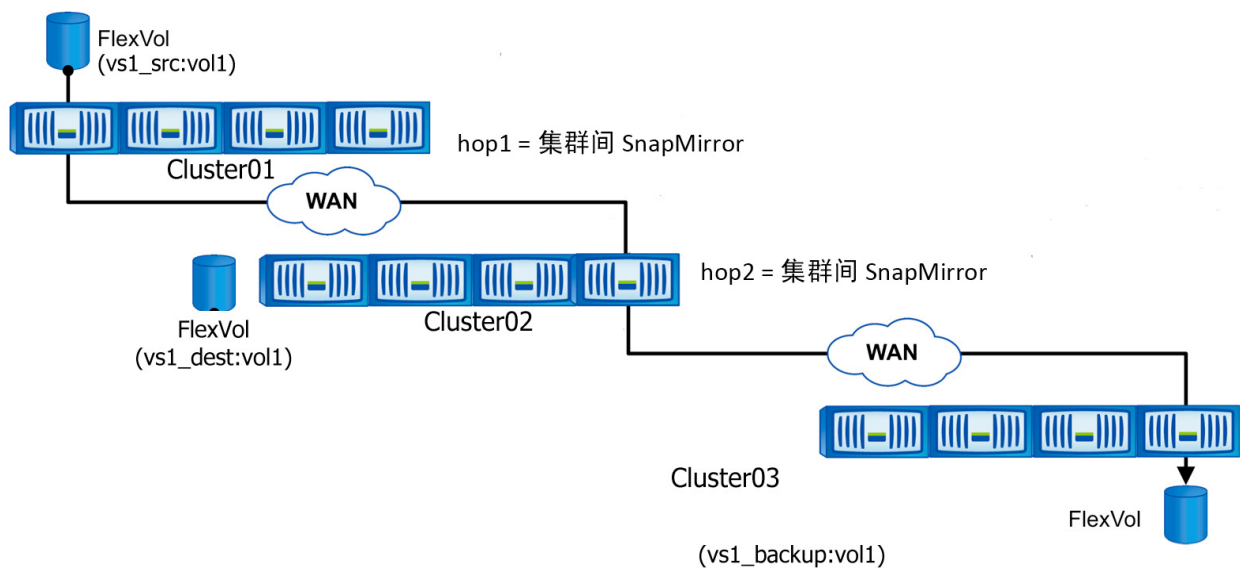 FlexVol
(vs1_src:vol1)
hop1 = 集群间 SnapMirror
Cluster01
WAN
hop2 = 集群间 SnapMirror
Cluster02
FlexVol
(vs1_dest:vol1)
WAN
Cluster03
FlexVol
(vs1_backup:vol1)